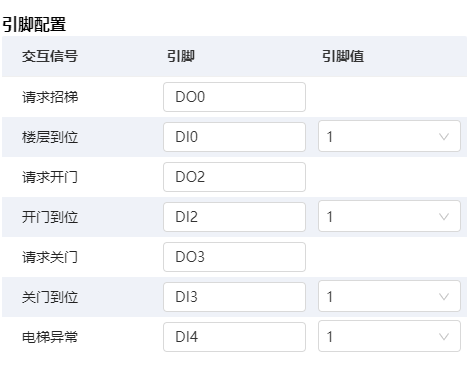 引脚配置
交互信号 引脚 引脚值
请求招梯 DO0
楼层到位 DI0 1
请求开门 DO2
开门到位 DI2 1
请求关门 DO3
关门到位 DI3 1
电梯异常 DI4 1